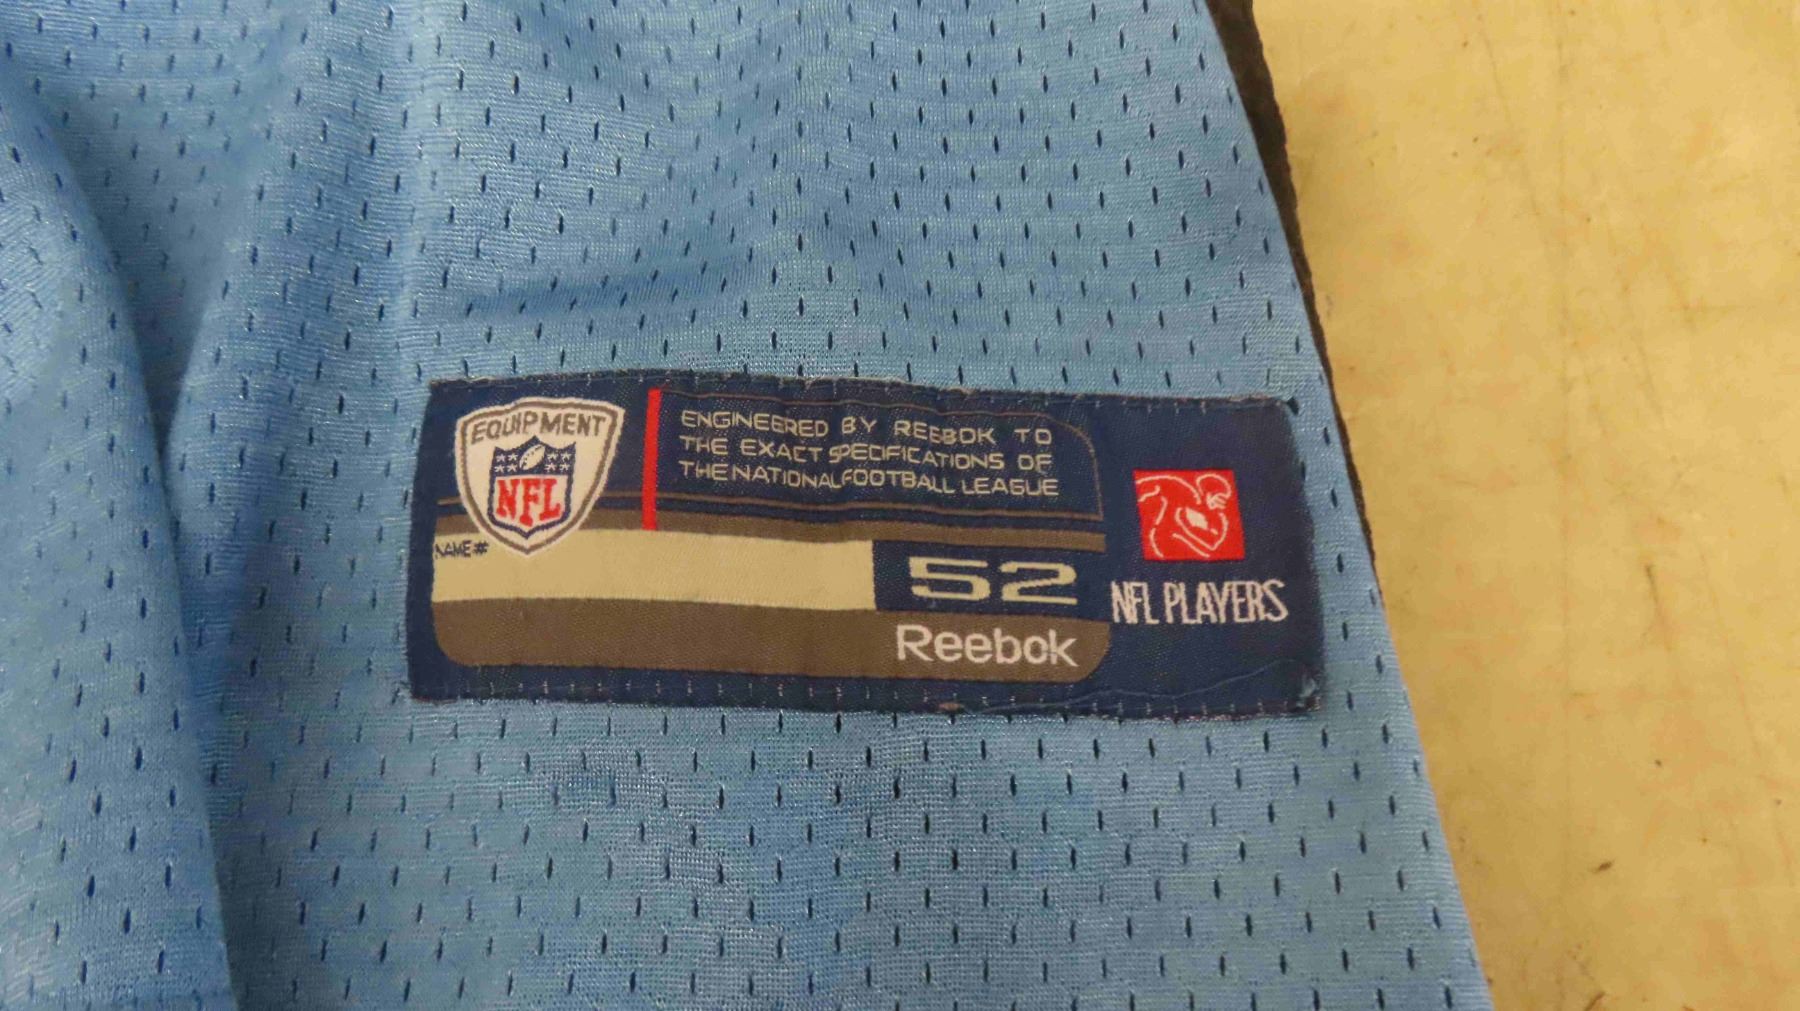 EQUIPMENT
NFL
ENGINEERED BY REEBOK TO
THE EXACT SPECIFICATIONS OF
THE NATIONAL FOOTBALL LEAGUE
NAME#
52
Reebok
NFL PLAYERS